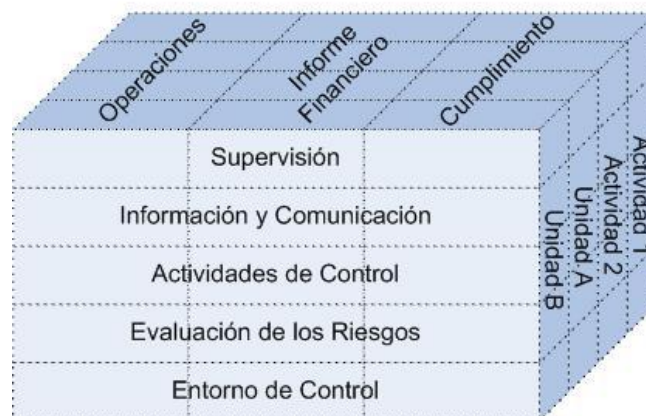 Operaciones
Informe
Financiero
Cumplimiento
Supervisión
Información y Comunicación
Actividades de Control
Evaluación de los Riesgos
Entorno de Control
Unidad B
Unidad A
Actividad 2
Actividad 1